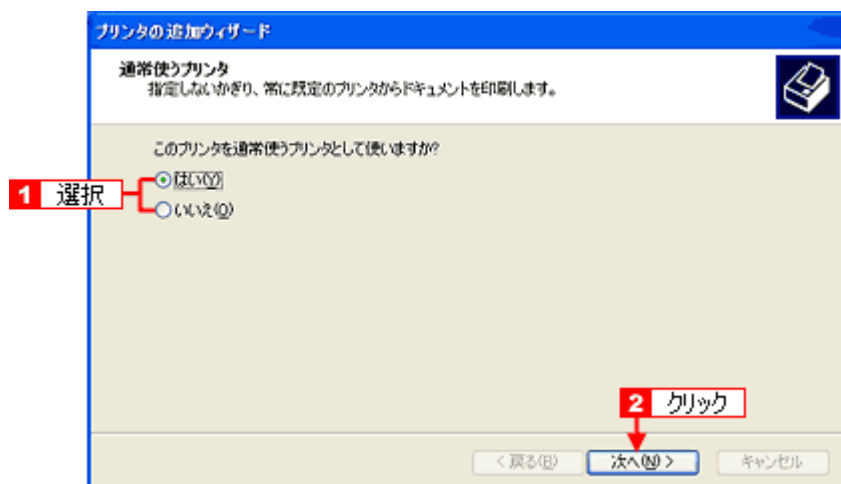 プリンタの追加ウィザード
通常使うプリンタ
指定しないかぎり、常に既定のプリンタからドキュメントを印刷します。
このプリンタを通常使うプリンタとして使いますか?
1 選択
はい(Y)
いいえ(O)
2 クリック
< 戻る(B)
次へ(N) >
キャンセル